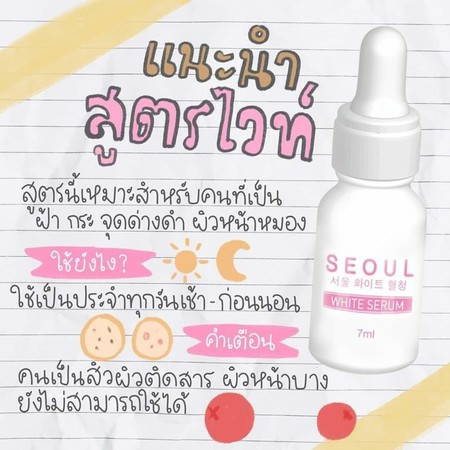 แนะนำ
สูตรไวท์
สูตรนี้เหมาะสำหรับคนที่เป็น
ฝ้า กระ จุดด่างดำ ผิวหน้าหมอง
ใช้ยังไง?
ใช้เป็นประจำทุกวันเช้า-ก่อนนอน
คำเตือน
คนเป็นสิวผิวติดสาร ผิวหน้าบาง
ยังไม่สามารถใช้ได้
SEOUL
서울 화이트 혈청
WHITE SERUM
7ml